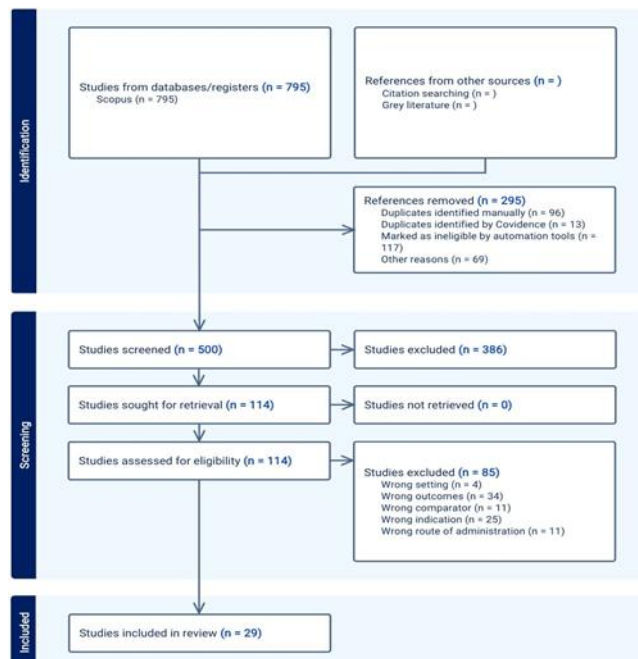 Identification
Studies from databases/registers (n = 795)
Scopus (n = 795)
References from other sources (n = )
Citation searching (n = )
Grey literature (n = )
References removed (n = 295)
Duplicates identified manually (n = 96)
Duplicates identified by Covidence (n = 13)
Marked as ineligible by automation tools (n =
117)
Other reasons (n = 69)
Screening
Studies screened (n = 500)
Studies excluded (n = 386)
Studies sought for retrieval (n = 114)
Studies not retrieved (n = 0)
Studies assessed for eligibility (n = 114)
Studies excluded (n = 85)
Wrong setting (n = 4)
Wrong outcomes (n = 34)
Wrong comparator (n = 11)
Wrong indication (n = 25)
Wrong route of administration (n = 11)
Included
Studies included in review (n = 29)